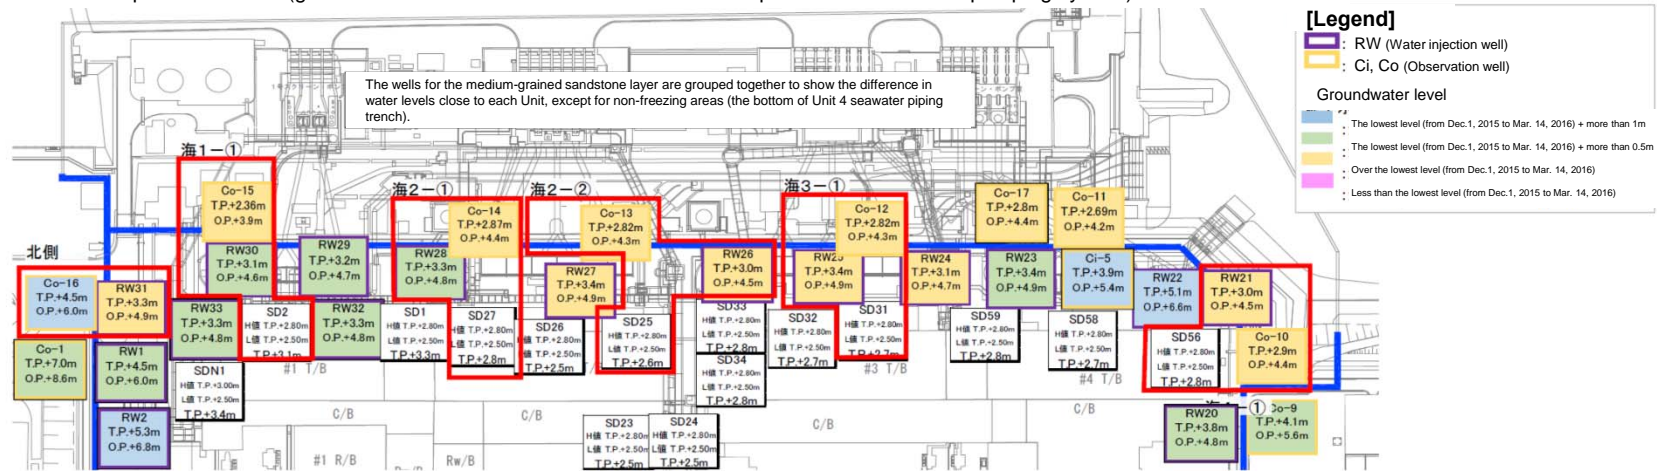 [Legend]
: RW (Water injection well)
: Ci, Co (Observation well)
Groundwater level
: The lowest level (from Dec.1, 2015 to Mar. 14, 2016) + more than 1m
: The lowest level (from Dec.1, 2015 to Mar. 14, 2016) + more than 0.5m
: Over the lowest level (from Dec.1, 2015 to Mar. 14, 2016)
: Less than the lowest level (from Dec.1, 2015 to Mar. 14, 2016)
The wells for the medium-grained sandstone layer are grouped together to show the difference in
water levels close to each Unit, except for non-freezing areas (the bottom of Unit 4 seawater piping
trench).
海1-①
海2-①
海2-②
海3-①
北側
Co-15
T.P.+2.36m
O.P.+3.9m
Co-14
T.P.+2.87m
O.P.+4.4m
Co-13
T.P.+2.82m
O.P.+4.3m
Co-12
T.P.+2.82m
O.P.+4.3m
Co-17
T.P.+2.8m
O.P.+4.4m
Co-11
T.P.+2.69m
O.P.+4.2m
Co-16
T.P.+4.5m
O.P.+6.0m
RW31
T.P.+3.3m
O.P.+4.9m
RW30
T.P.+3.1m
O.P.+4.6m
RW29
T.P.+3.2m
O.P.+4.7m
RW28
T.P.+3.3m
O.P.+4.8m
RW27
T.P.+3.4m
O.P.+4.9m
RW26
T.P.+3.0m
O.P.+4.5m
T.P.+3.4m
O.P.+4.9m
RW24
T.P.+3.1m
O.P.+4.7m
RW23
T.P.+3.4m
O.P.+4.9m
Ci-5
T.P.+3.9m
O.P.+5.4m
RW22
T.P.+5.1m
O.P.+6.6m
RW21
T.P.+3.0m
O.P.+4.5m
Co-1
T.P.+7.0m
O.P.+8.6m
RW1
T.P.+4.5m
O.P.+6.0m
RW33
T.P.+3.3m
O.P.+4.8m
SD2
H値 T.P.+2.80m
L値 T.P.+2.50m
T.P.+3.1m
RW32
T.P.+3.3m
O.P.+4.8m
SD1
H値 T.P.+2.80m
L値 T.P.+2.50m
T.P.+3.3m
SD27
H値 T.P.+2.80m
L値 T.P.+2.50m
T.P.+2.8m
SD26
H値 T.P.+2.80m
L値 T.P.+2.50m
T.P.+2.5m
SD25
H値 T.P.+2.80m
L値 T.P.+2.50m
T.P.+2.6m
SD33
H値 T.P.+2.80m
L値 T.P.+2.50m
T.P.+2.8m
SD34
H値 T.P.+2.80m
L値 T.P.+2.50m
T.P.+2.8m
SD32
H値 T.P.+2.80m
L値 T.P.+2.50m
T.P.+2.7m
SD31
H値 T.P.+2.80m
L値 T.P.+2.50m
T.P.+2.7m
SD59
H値 T.P.+2.80m
L値 T.P.+2.50m
T.P.+2.8m
SD58
H値 T.P.+2.80m
L値 T.P.+2.50m
T.P.+2.7m
SD56
H値 T.P.+2.80m
L値 T.P.+2.50m
T.P.+2.8m
Co-10
T.P.+2.9m
O.P.+4.4m
#1 T/B
#3 T/B
#4 T/B
RW2
T.P.+5.3m
O.P.+6.8m
SDN1
H値 T.P.+3.00m
L値 T.P.+2.50m
T.P.+3.4m
C/B
C/B
C/B
C/B
SD23
H値 T.P.+2.80m
L値 T.P.+2.50m
T.P.+2.5m
SD24
H値 T.P.+2.80m
L値 T.P.+2.50m
T.P.+2.5m
RW20
T.P.+3.8m
O.P.+4.8m
-①
Co-9
T.P.+4.1m
O.P.+5.6m
#1 R/B
Rw/B